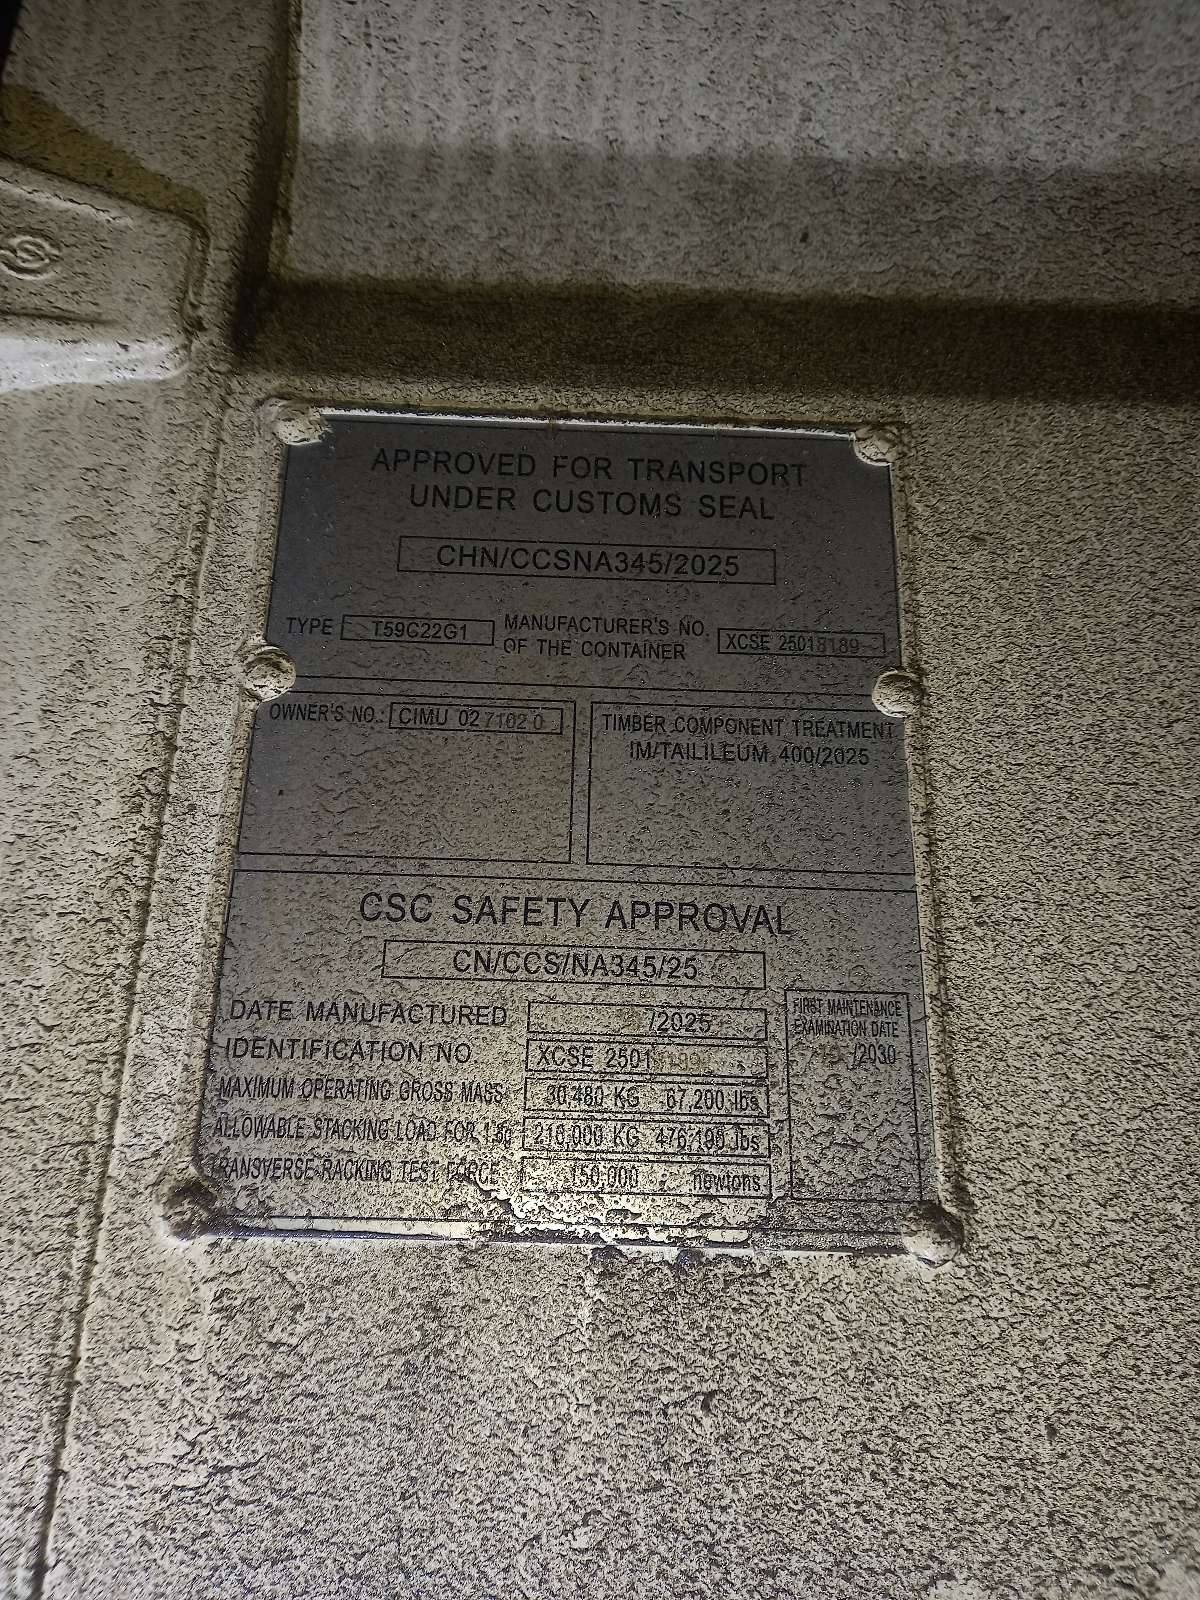 APPROVED FOR TRANSPORT
UNDER CUSTOMS SEAL
CHN/CCSNA345/2025
TYPE T59C22G1 MANUFACTURER'S NO. OF THE CONTAINER XCSE 25018189
OWNER'S NO.: CIMU 027102 0
TIMBER COMPONENT TREATMENT
IM/TAILILEUM 400/2025
CSC SAFETY APPROVAL
CN/CCS/NA345/25
DATE MANUFACTURED /2025
IDENTIFICATION NO XCSE 2501
MAXIMUM OPERATING GROSS MASS 30,480 KG 67,200 lbs
ALLOWABLE STACKING LOAD FOR 1.8g 216,000 KG 476,195 lbs
TRANSVERSE RACKING TEST FORCE 150,000 newtons
FIRST MAINTENANCE
EXAMINATION DATE
/2030